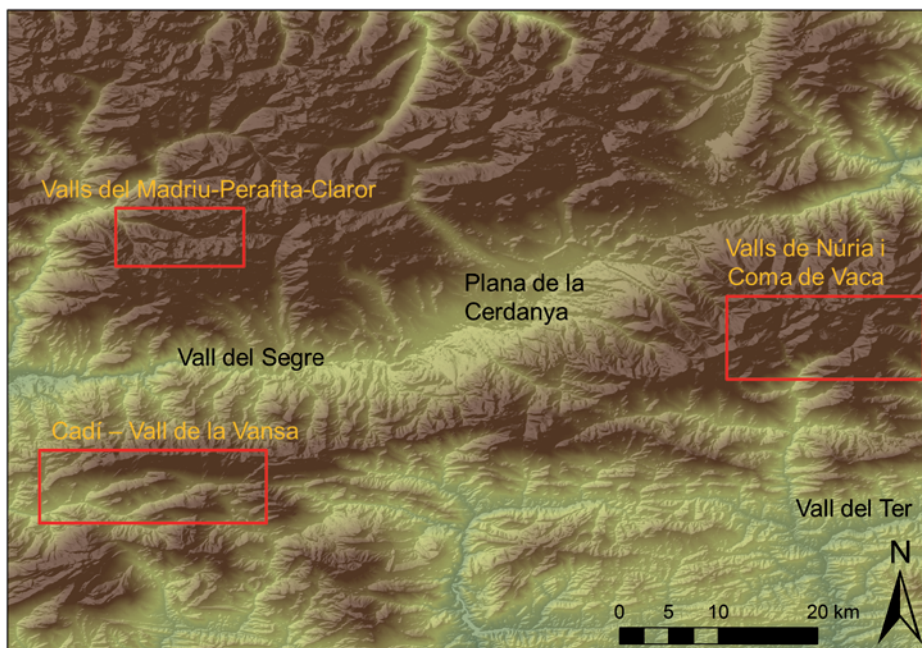 Valls del Madriu-Perafita-Claror
Valls de Núria i
Coma de Vaca
Plana de la
Cerdanya
Vall del Segre
Cadí – Vall de la Vansa
Vall del Ter
N
0 5 10 20 km